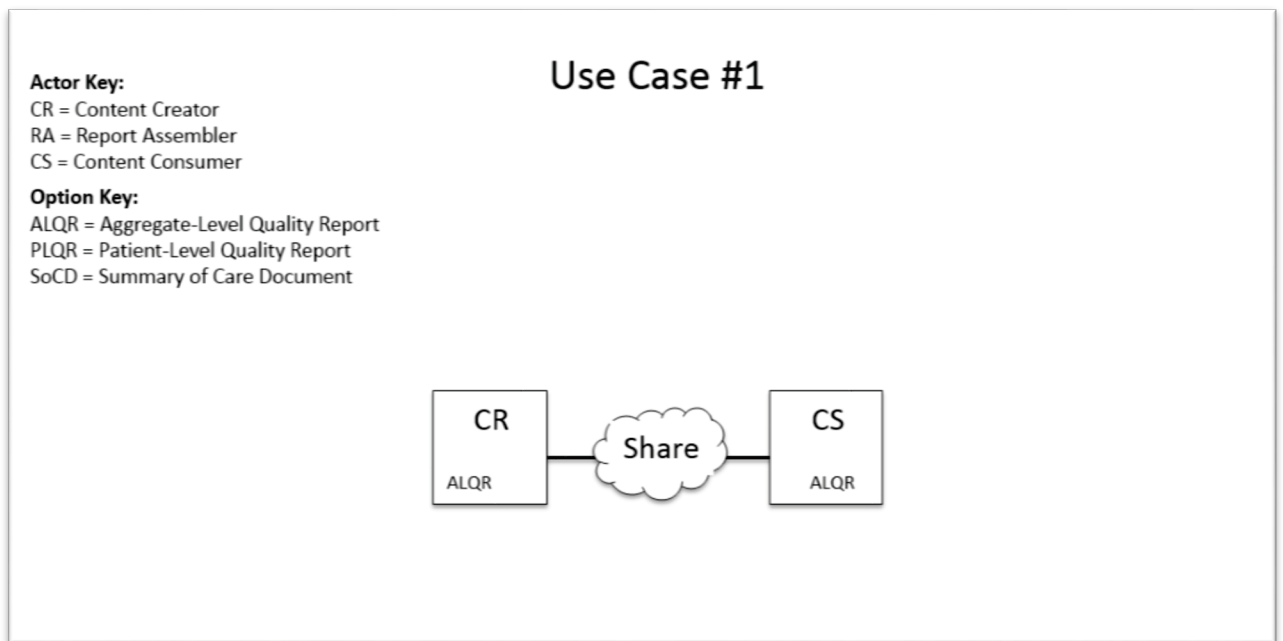 Use Case #1
Actor Key:
CR = Content Creator
RA = Report Assembler
CS = Content Consumer
Option Key:
ALQR = Aggregate-Level Quality Report
PLQR = Patient-Level Quality Report
SoCD = Summary of Care Document
CR
ALQR
Share
CS
ALQR